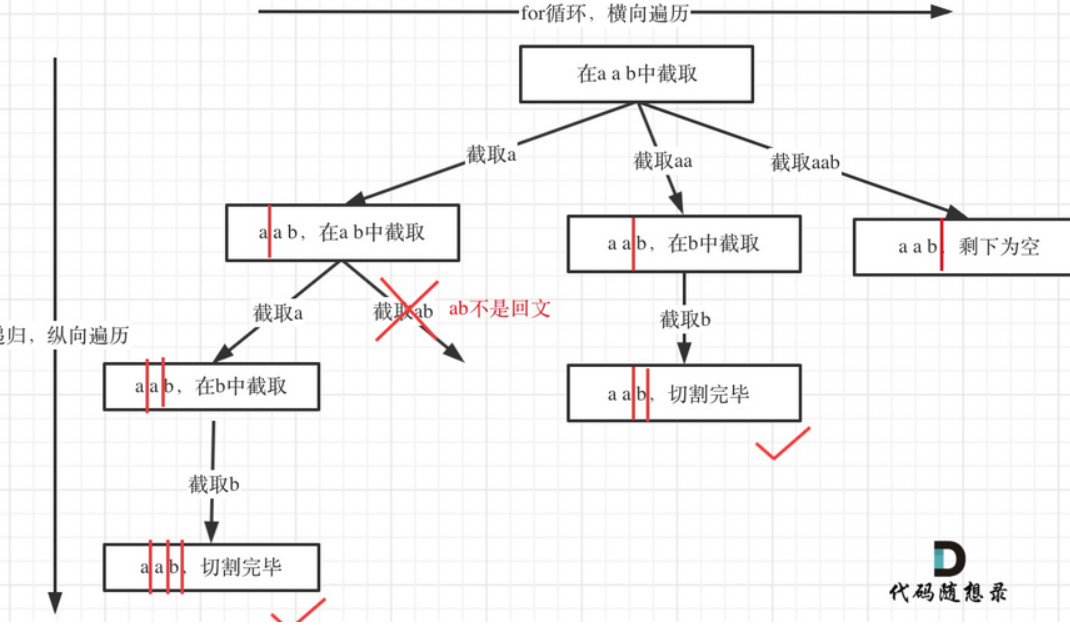 for循环，横向遍历
在a a b中截取
截取a
截取aa
截取aab
a a b，在a b中截取
a a b，在b中截取
a a b，剩下为空
截取a
截取ab
ab不是回文
截取b
归，纵向遍历
a a b，在b中截取
a a b，切割完毕
截取b
a a b，切割完毕
代码随想录